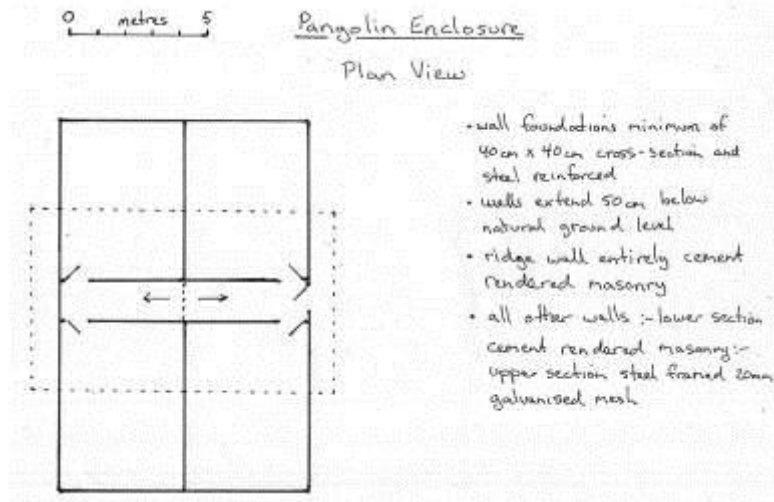 0 metres 5
Pangolin Enclosure
Plan View
• wall foundations minimum of
40cm x 40cm cross-section and
steel reinforced
• walls extend 50cm below
natural ground level
• ridge wall entirely cement
rendered masonry
• all other walls :- lower section
cement rendered masonry:-
upper section steel framed 20mm
galvanised mesh